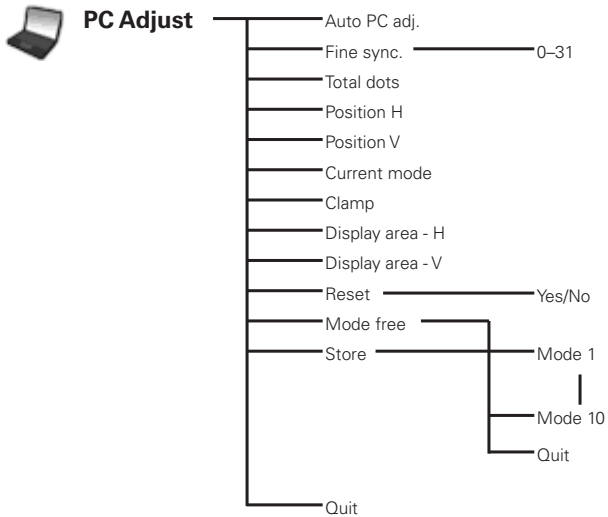 PC Adjust
Auto PC adj.
Fine sync.
0–31
Total dots
Position H
Position V
Current mode
Clamp
Display area - H
Display area - V
Reset
Yes/No
Mode free
Store
Mode 1
Mode 10
Quit
Quit